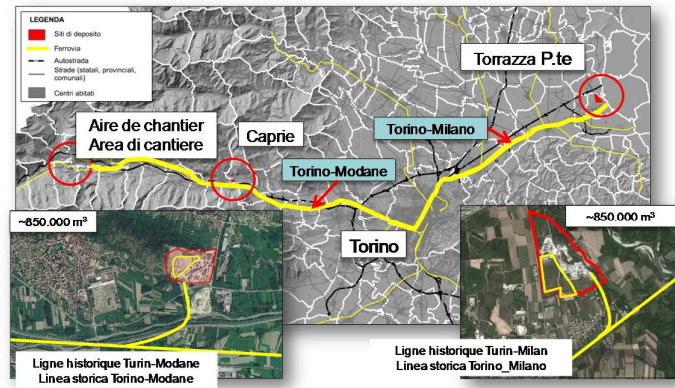 LEGENDA
Siti di deposito
Ferrovia
Autostrada
Strade (statali, provinciali,
comunali)
Centri abitati
Torrazza P.te
Aire de chantier
Area di cantiere
Caprie
Torino-Milano
Torino-Modane
Torino
~850.000 m³
~850.000 m³
Ligne historique Turin-Modane
Linea storica Torino-Modane
Ligne historique Turin-Milan
Linea storica Torino_Milano